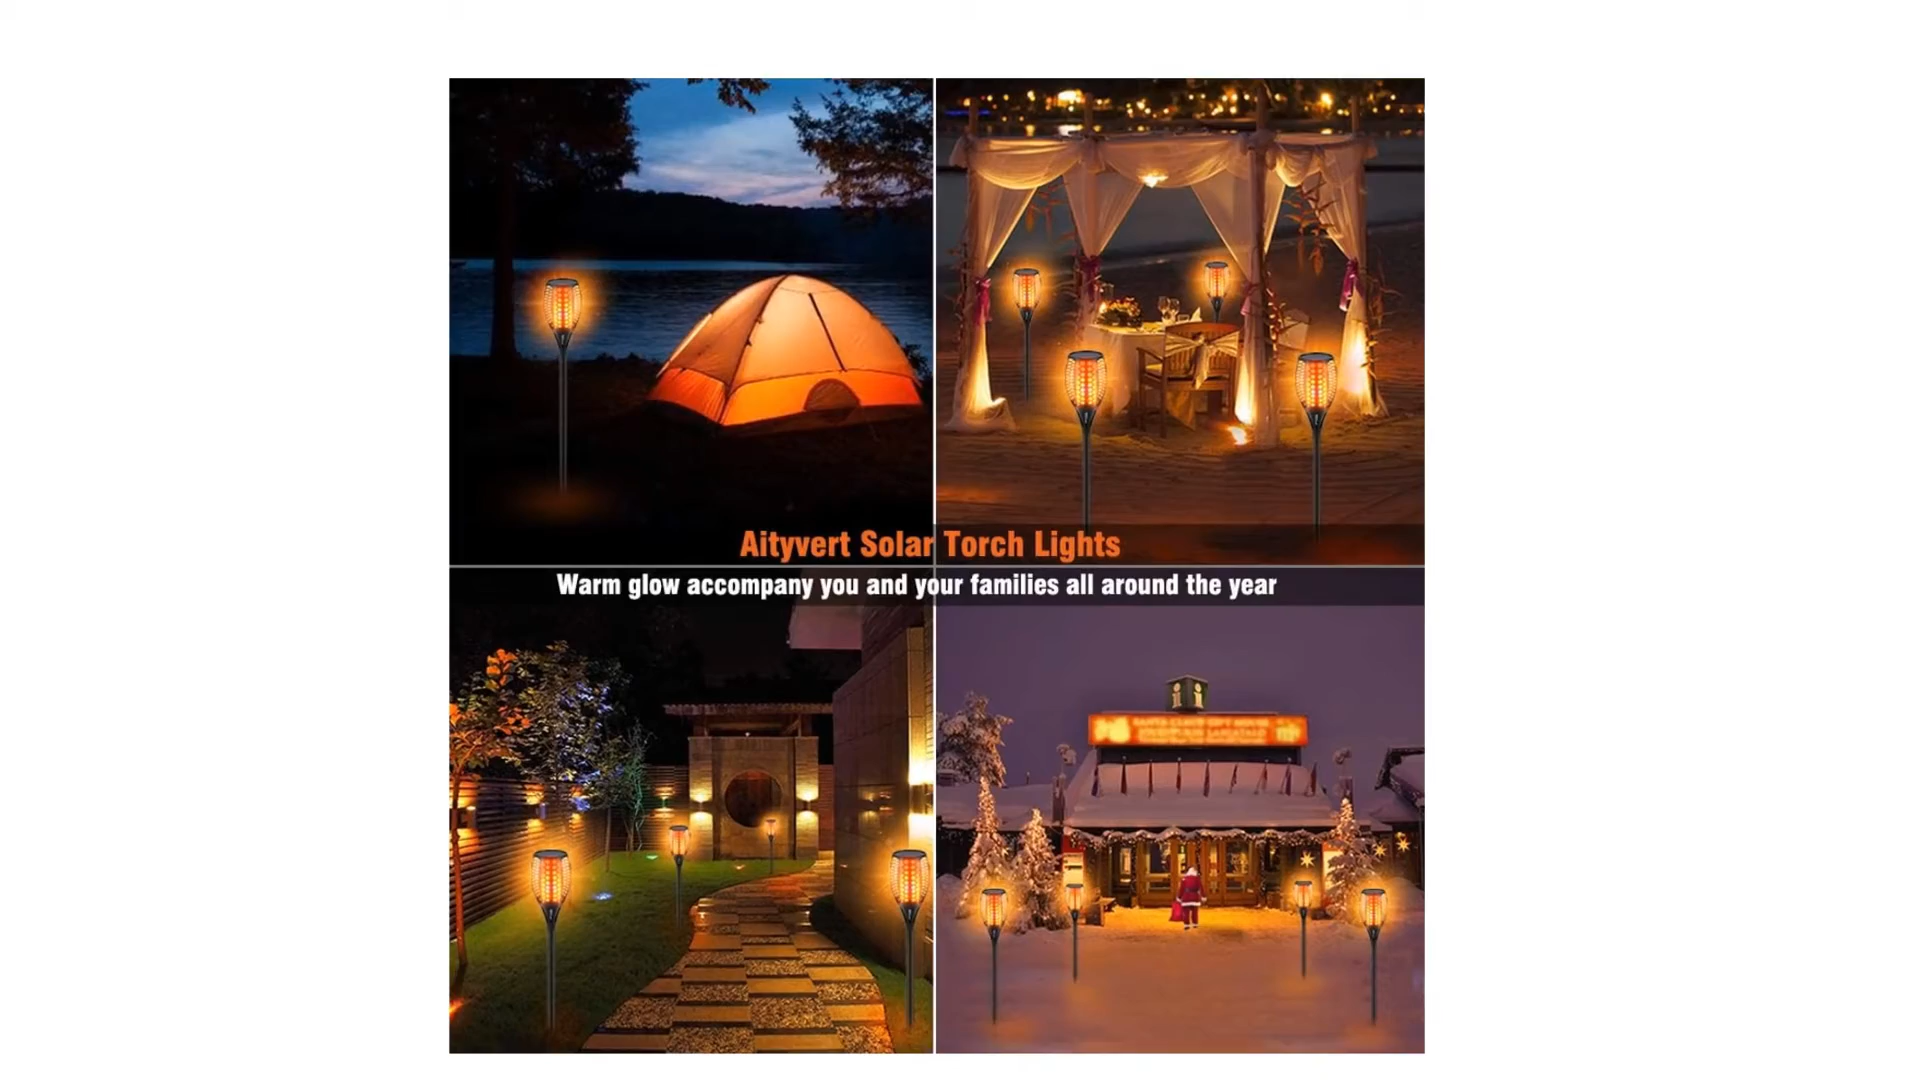 Aityvert Solar Torch Lights
Warm glow accompany you and your families all around the year